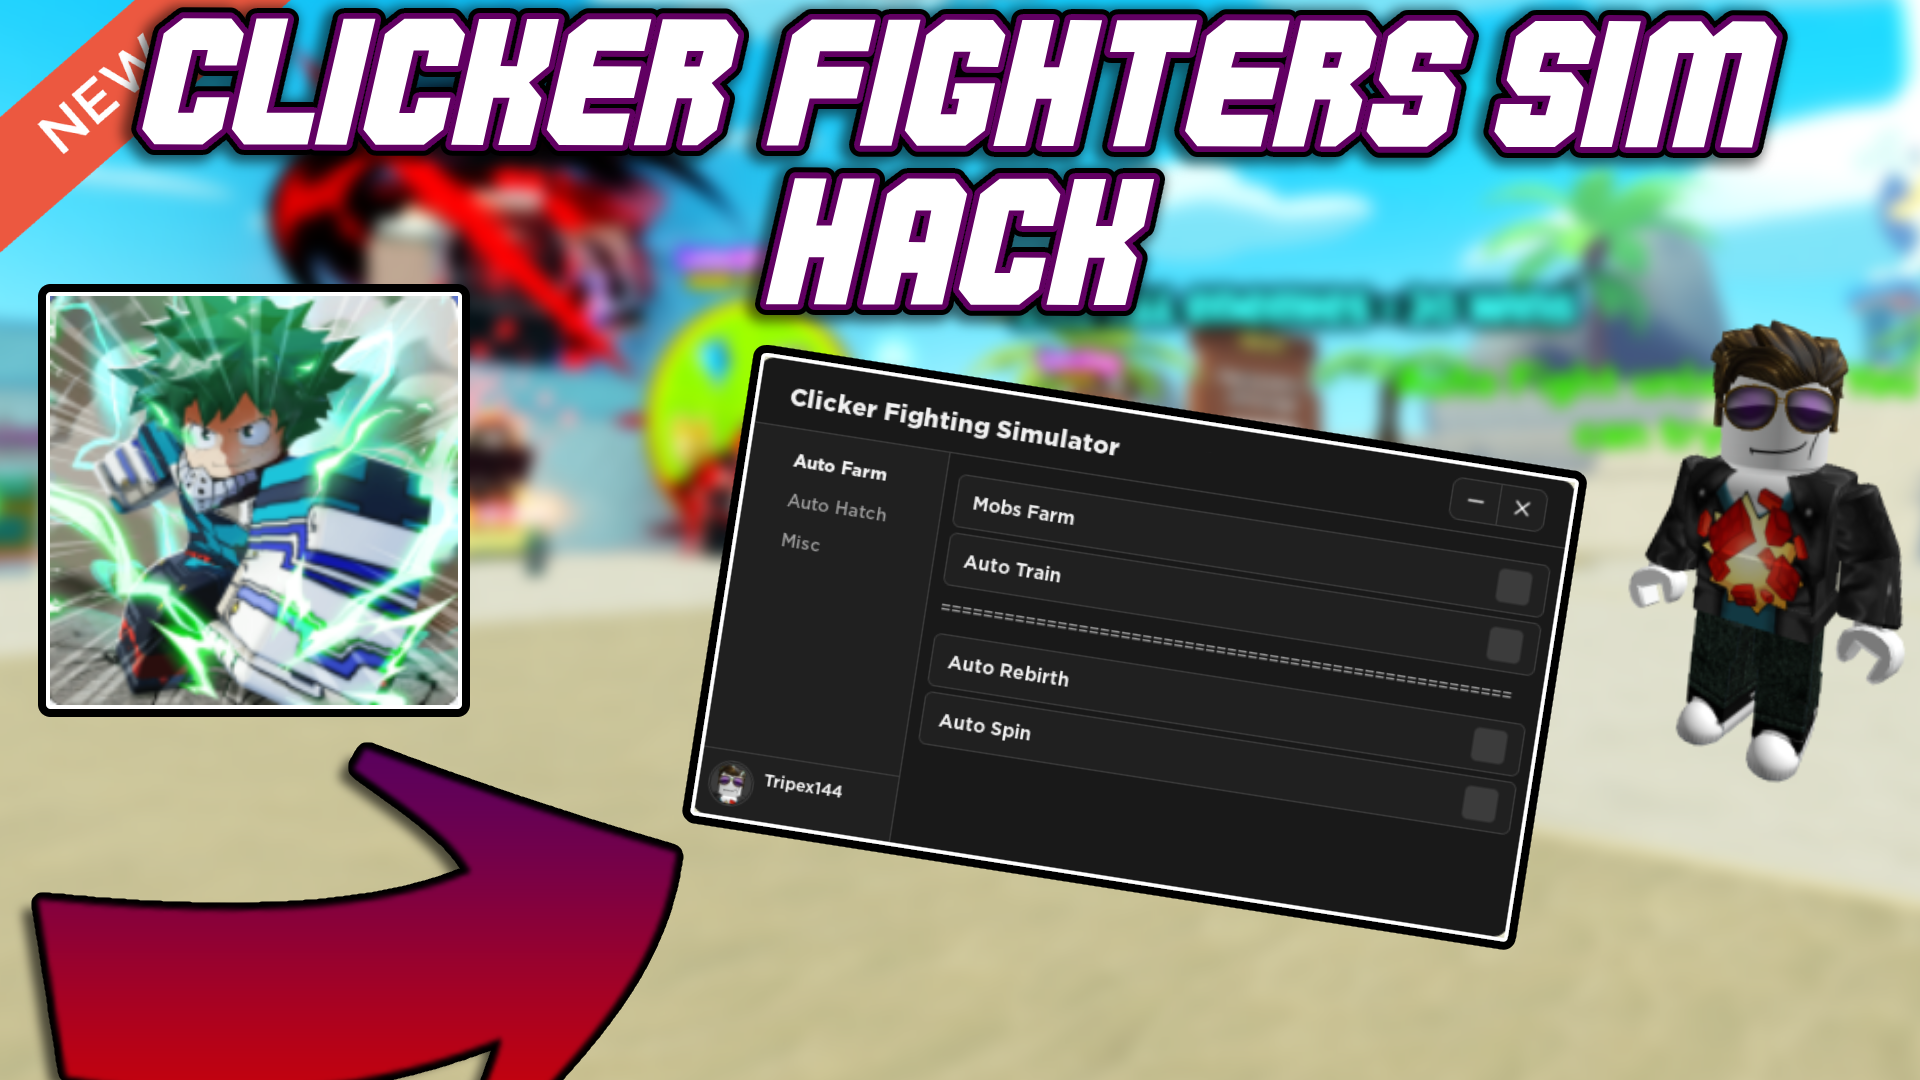 NEW
CLICKER FIGHTERS SIM
HACK
Clicker Fighting Simulator
Auto Farm
Auto Hatch
Misc
Mobs Farm
Auto Train
Auto Rebirth
Auto Spin
Tripex144